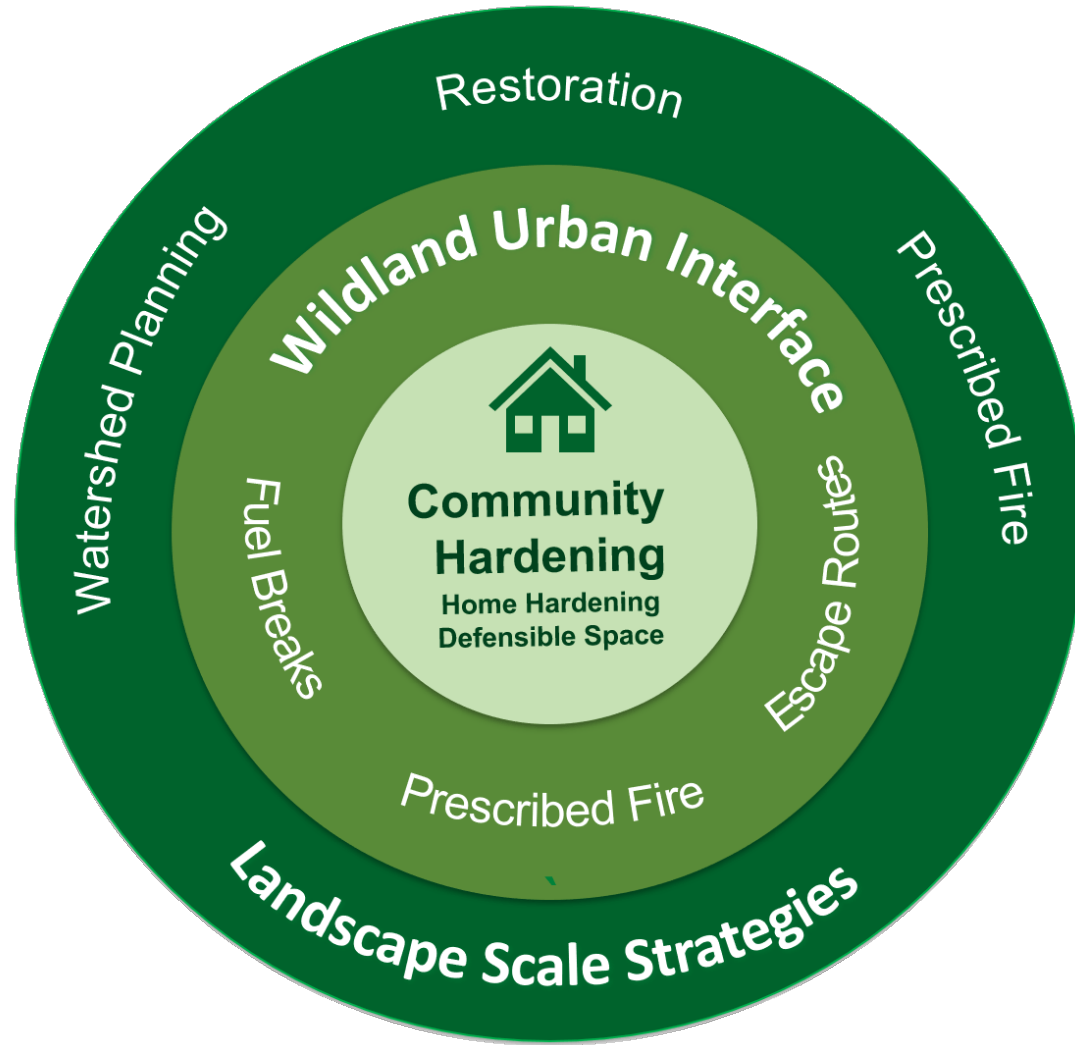 Restoration
Watershed Planning
Prescribed Fire
Wildland Urban Interface
Fuel Breaks
Escape Routes
Community
Hardening
Home Hardening
Defensible Space
Prescribed Fire
`
Landscape Scale Strategies